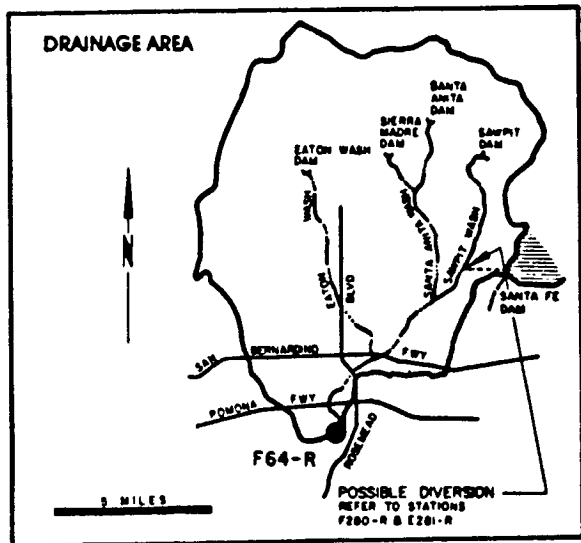 DRAINAGE AREA
SANTA
ANITA
DAM
SIERRA
MADRE
DAM
SAWPIT
DAM
EATON WASH
DAM
N
WASH
EATON
BLVD
SANTA ANITA WASH
SAWPIT WASH
SANTA FE
DAM
SAN BERNARDINO FWY
POMONA FWY
F64-R
ROSEMEAD
5 MILES
POSSIBLE DIVERSION
REFER TO STATIONS
F280-R & E281-R